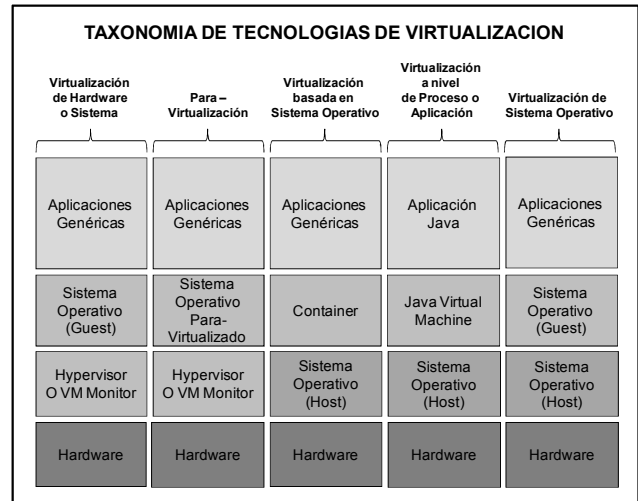 TAXONOMIA DE TECNOLOGIAS DE VIRTUALIZACION
Virtualización
de Hardware
o Sistema
Para –
Virtualización
Virtualización
basada en
Sistema Operativo
Virtualización
a nivel
de Proceso o
Aplicación
Virtualización de
Sistema Operativo
Aplicaciones
Genéricas
Aplicaciones
Genéricas
Aplicaciones
Genéricas
Aplicación
Java
Aplicaciones
Genéricas
Sistema
Operativo
(Guest)
Sistema
Operativo
Para-
Virtualizado
Container
Java Virtual
Machine
Sistema
Operativo
(Guest)
Hypervisor
O VM Monitor
Hypervisor
O VM Monitor
Sistema
Operativo
(Host)
Sistema
Operativo
(Host)
Sistema
Operativo
(Host)
Hardware
Hardware
Hardware
Hardware
Hardware